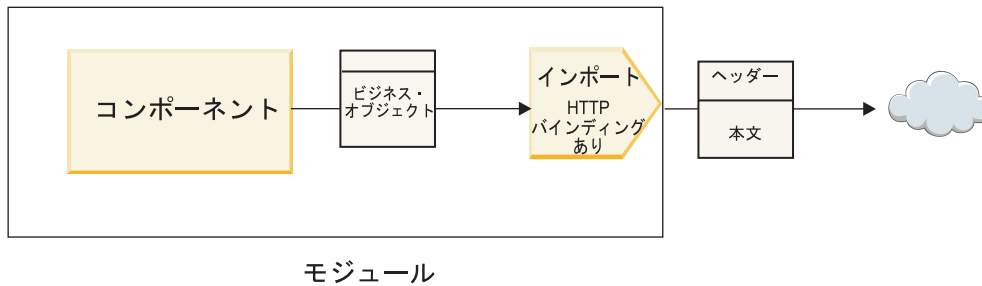 コンポーネント
ビジネス・
オブジェクト
インポート
HTTP
バインディング
あり
ヘッダー
本文
モジュール